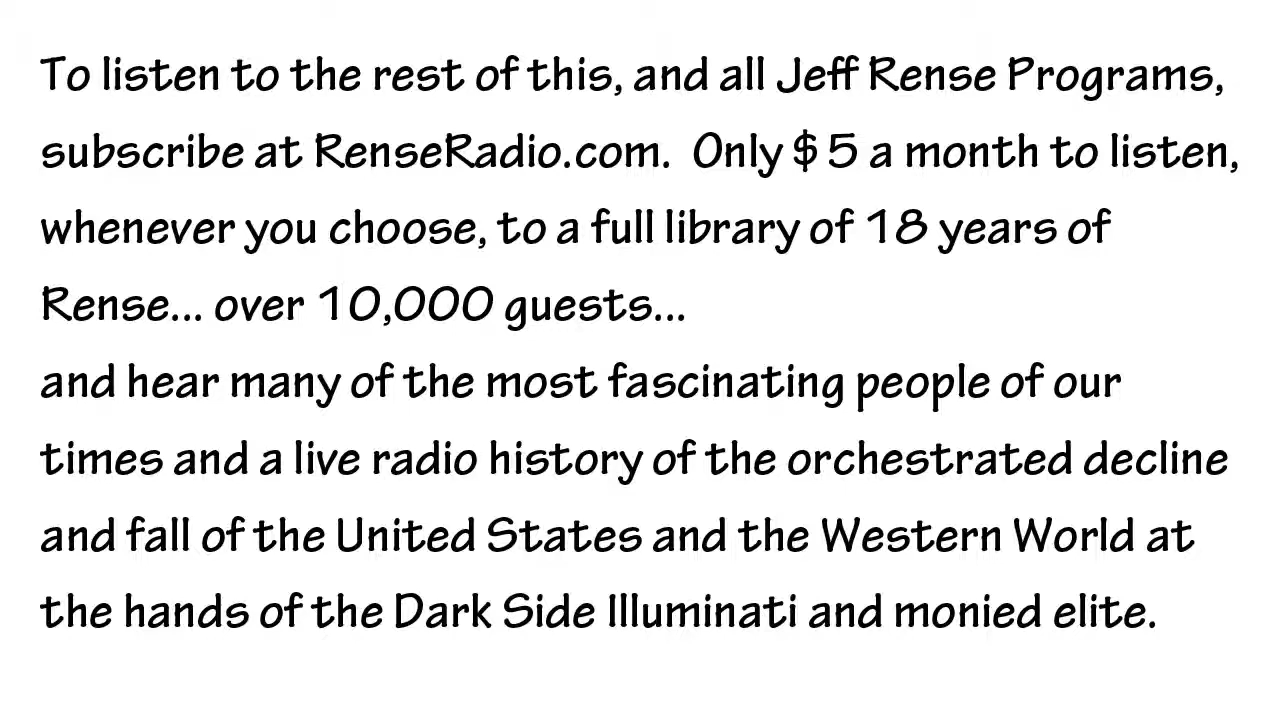 To listen to the rest of this, and all Jeff Rense Programs,
subscribe at RenseRadio.com.  Only $5 a month to listen,
whenever you choose, to a full library of 18 years of
Rense... over 10,000 guests...
and hear many of the most fascinating people of our
times and a live radio history of the orchestrated decline
and fall of the United States and the Western World at
the hands of the Dark Side Illuminati and monied elite.